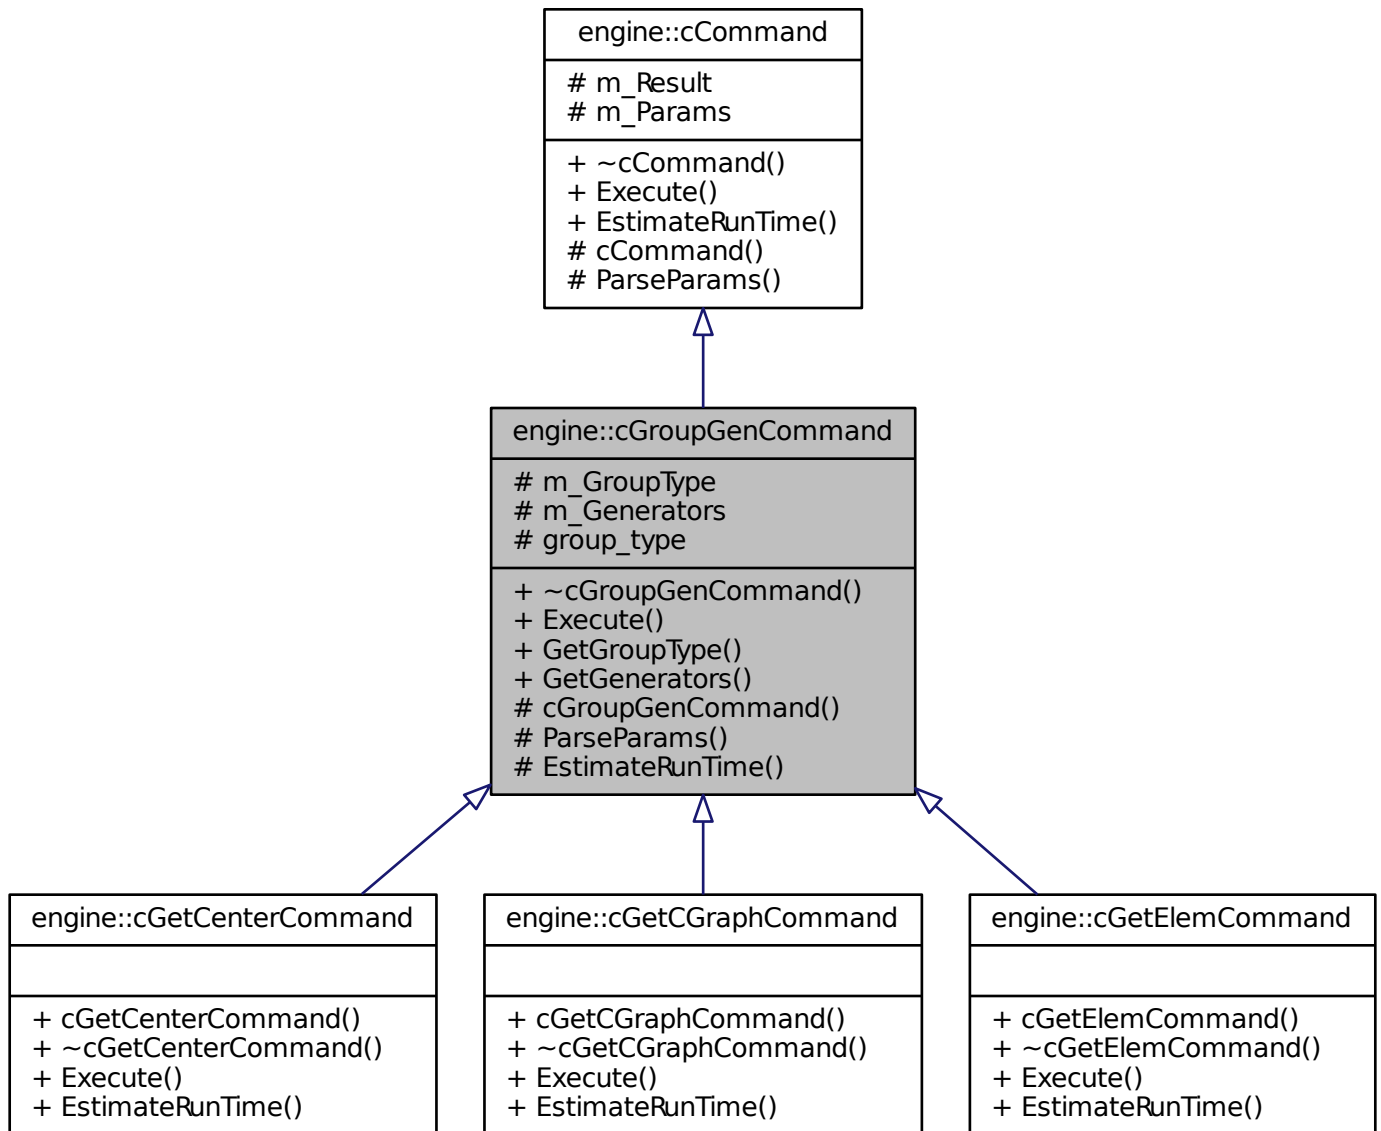 engine::cCommand
# m_Result
# m_Params
+ ~cCommand()
+ Execute()
+ EstimateRunTime()
# cCommand()
# ParseParams()
engine::cGroupGenCommand
# m_GroupType
# m_Generators
# group_type
+ ~cGroupGenCommand()
+ Execute()
+ GetGroupType()
+ GetGenerators()
# cGroupGenCommand()
# ParseParams()
# EstimateRunTime()
engine::cGetCenterCommand
+ cGetCenterCommand()
+ ~cGetCenterCommand()
+ Execute()
+ EstimateRunTime()
engine::cGetCGraphCommand
+ cGetCGraphCommand()
+ ~cGetCGraphCommand()
+ Execute()
+ EstimateRunTime()
engine::cGetElemCommand
+ cGetElemCommand()
+ ~cGetElemCommand()
+ Execute()
+ EstimateRunTime()